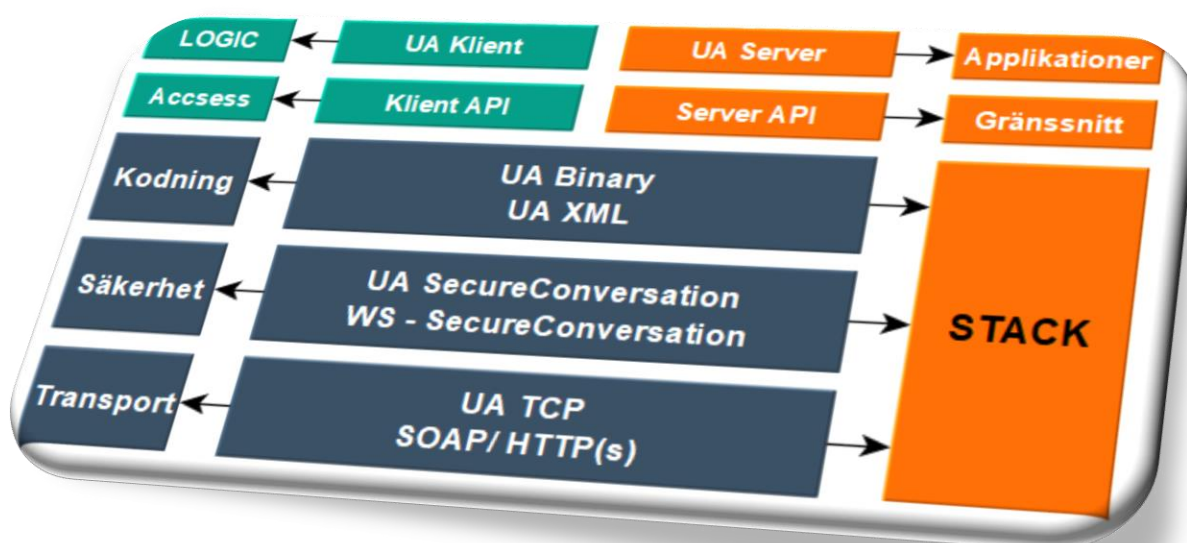 LOGIC
UA Klient
UA Server
Applikationer
Accsess
Klient API
Server API
Gränssnitt
Kodning
UA Binary
UA XML
Säkerhet
UA SecureConversation
WS - SecureConversation
STACK
Transport
UA TCP
SOAP/ HTTP(s)